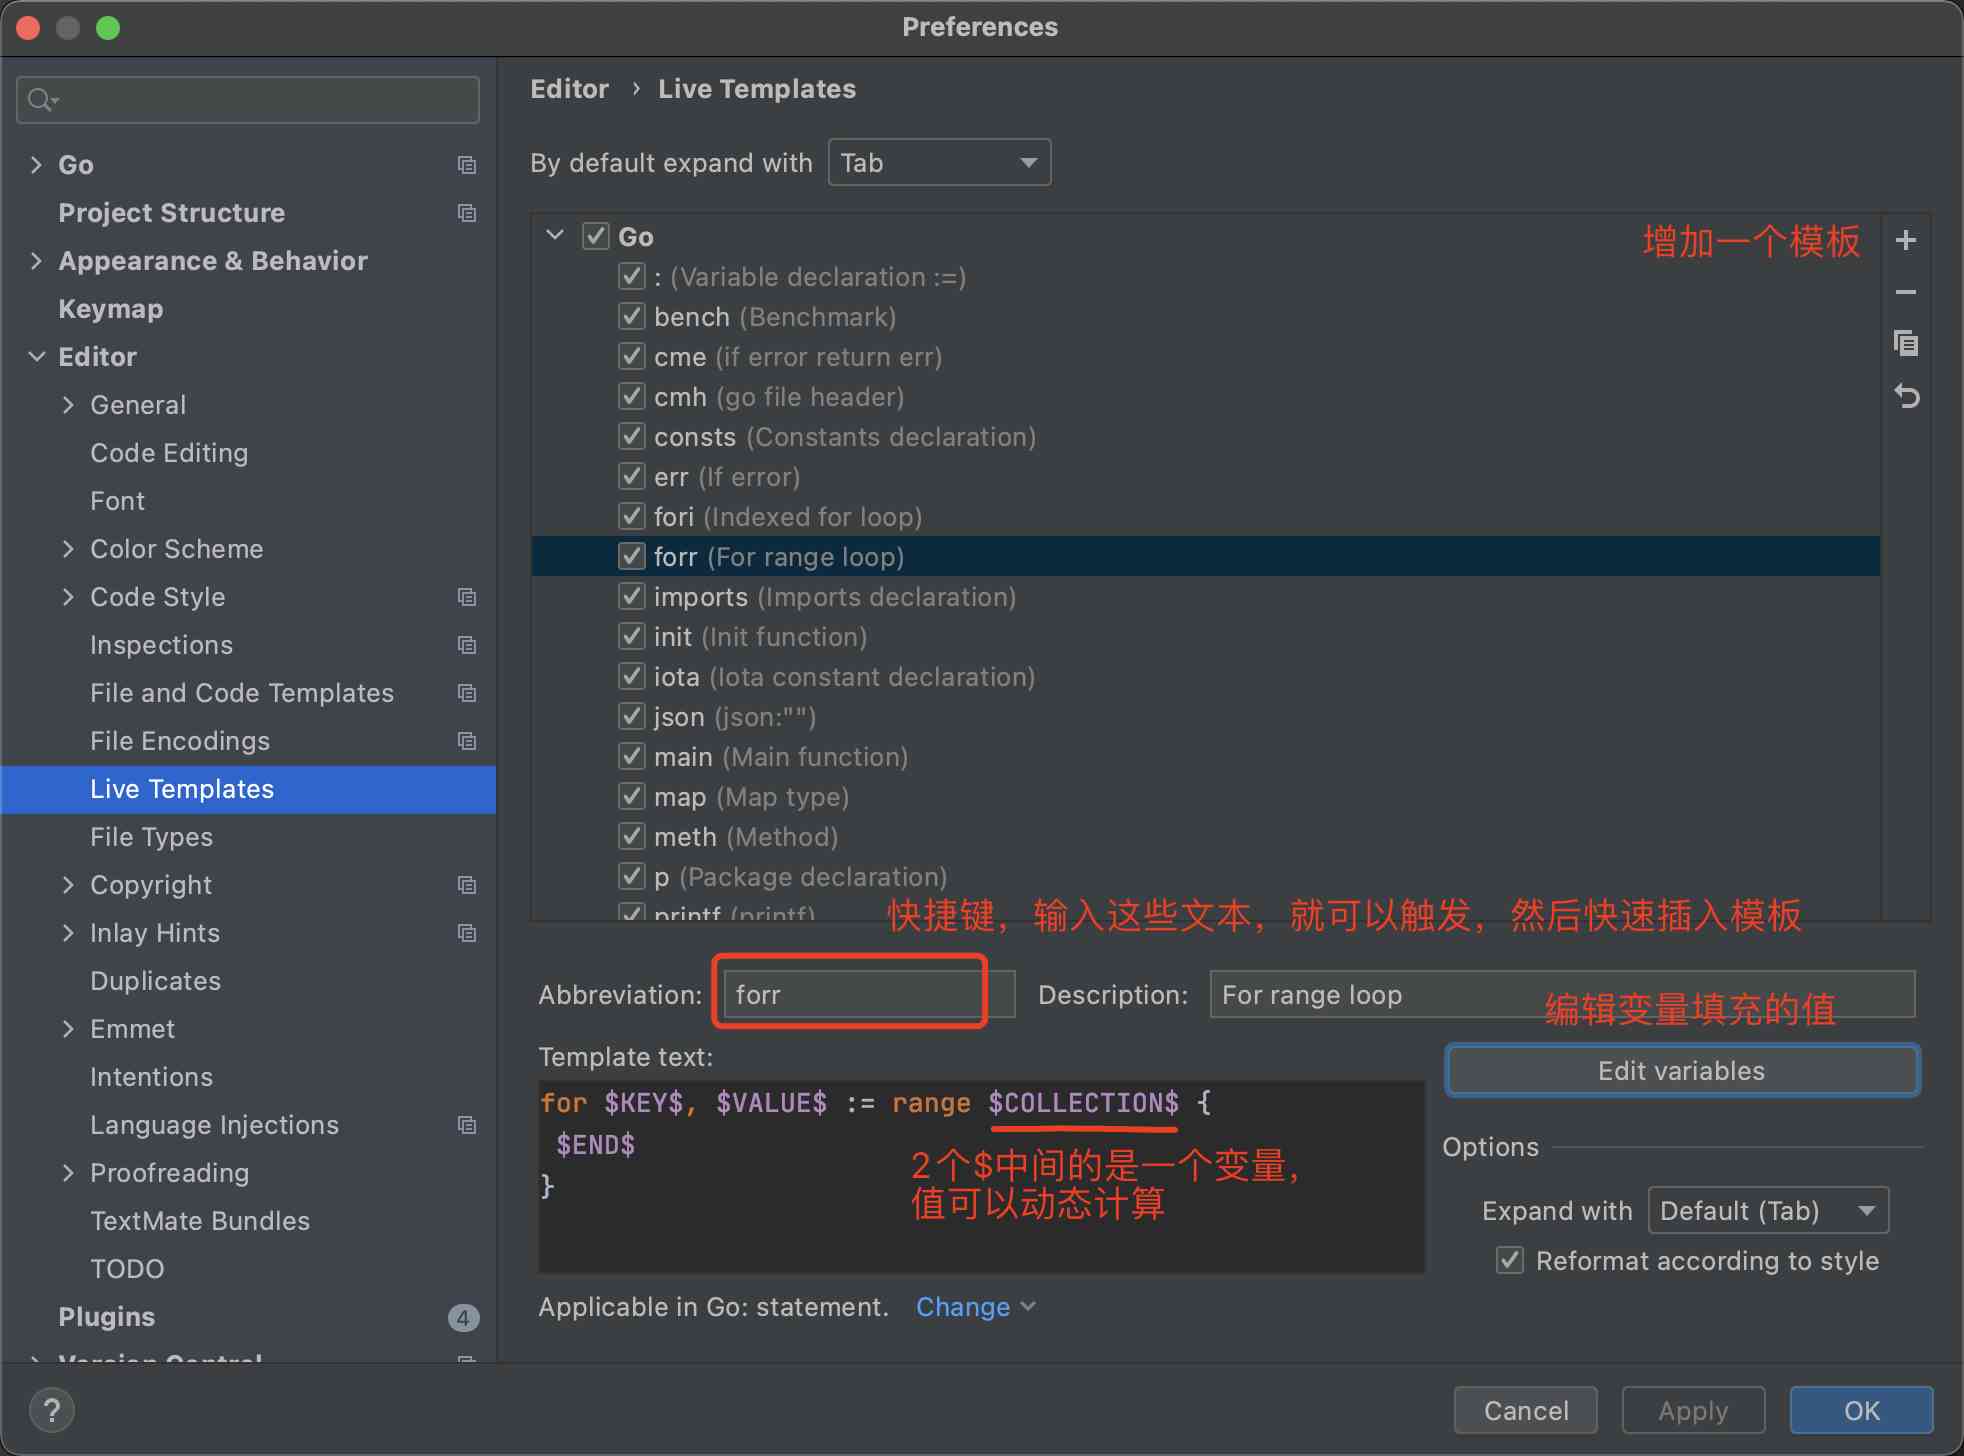 Preferences
Go
Project Structure
Appearance & Behavior
Keymap
Editor
General
Code Editing
Font
Color Scheme
Code Style
Inspections
File and Code Templates
File Encodings
Live Templates
File Types
Copyright
Inlay Hints
Duplicates
Emmet
Intentions
Language Injections
Proofreading
TextMate Bundles
TODO
Plugins 4
Version Control
Editor › Live Templates
By default expand with Tab
Go
增加一个模板
: (Variable declaration :=)
bench (Benchmark)
cme (if error return err)
cmh (go file header)
consts (Constants declaration)
err (If error)
fori (Indexed for loop)
forr (For range loop)
imports (Imports declaration)
init (Init function)
iota (Iota constant declaration)
json (json:"")
main (Main function)
map (Map type)
meth (Method)
p (Package declaration)
printf (printf)
快捷键，输入这些文本，就可以触发，然后快速插入模板
Abbreviation: forr Description: For range loop
编辑变量填充的值
Template text:
Edit variables
for $KEY$, $VALUE$ := range $COLLECTION$ {
$END$
}
2个$中间的是一个变量，
值可以动态计算
Options
Expand with Default (Tab)
Reformat according to style
Applicable in Go: statement. Change
?
Cancel Apply OK